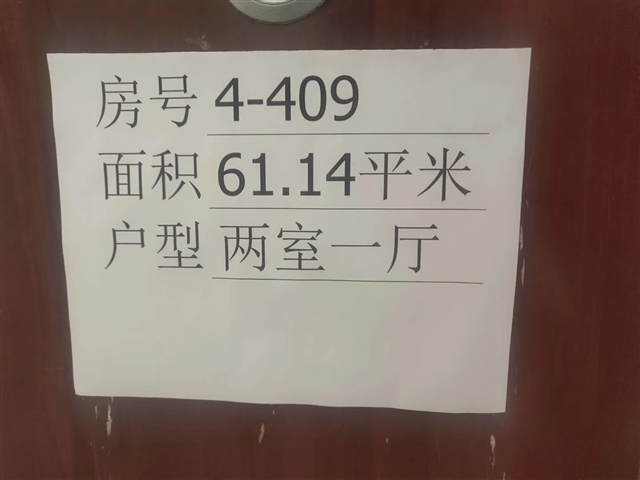 房号 4-409
面积 61.14平米
户型 两室一厅